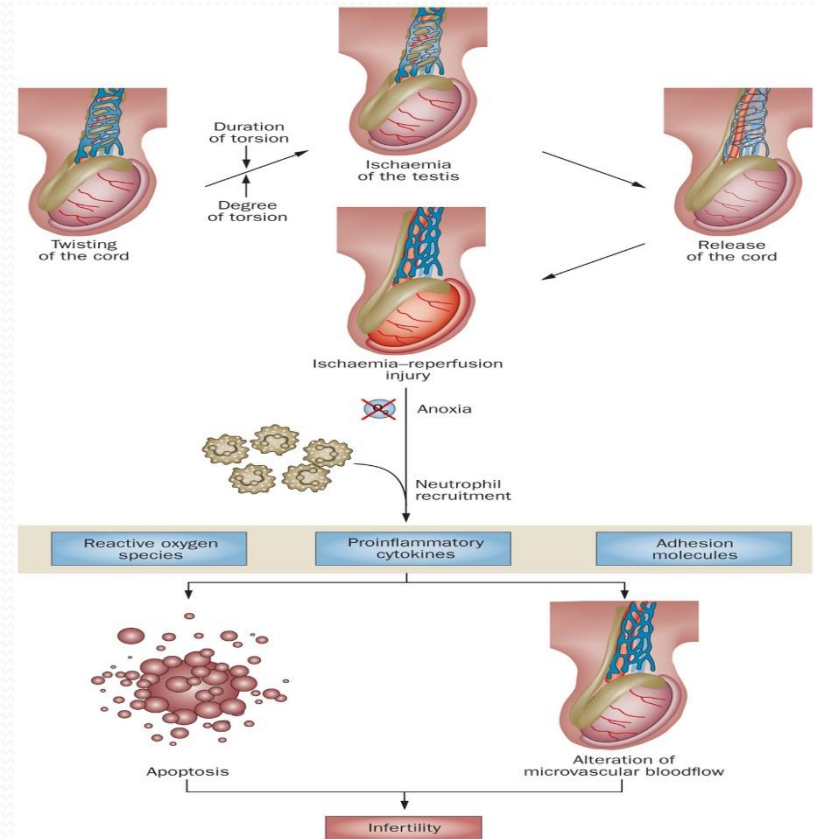 Duration
of torsion
Degree
of torsion
Twisting
of the cord
Ischaemia
of the testis
Release
of the cord
Ischaemia–reperfusion
injury
O₂
Anoxia
Neutrophil
recruitment
Reactive oxygen
species
Proinflammatory
cytokines
Adhesion
molecules
Apoptosis
Alteration of
microvascular bloodflow
Infertility